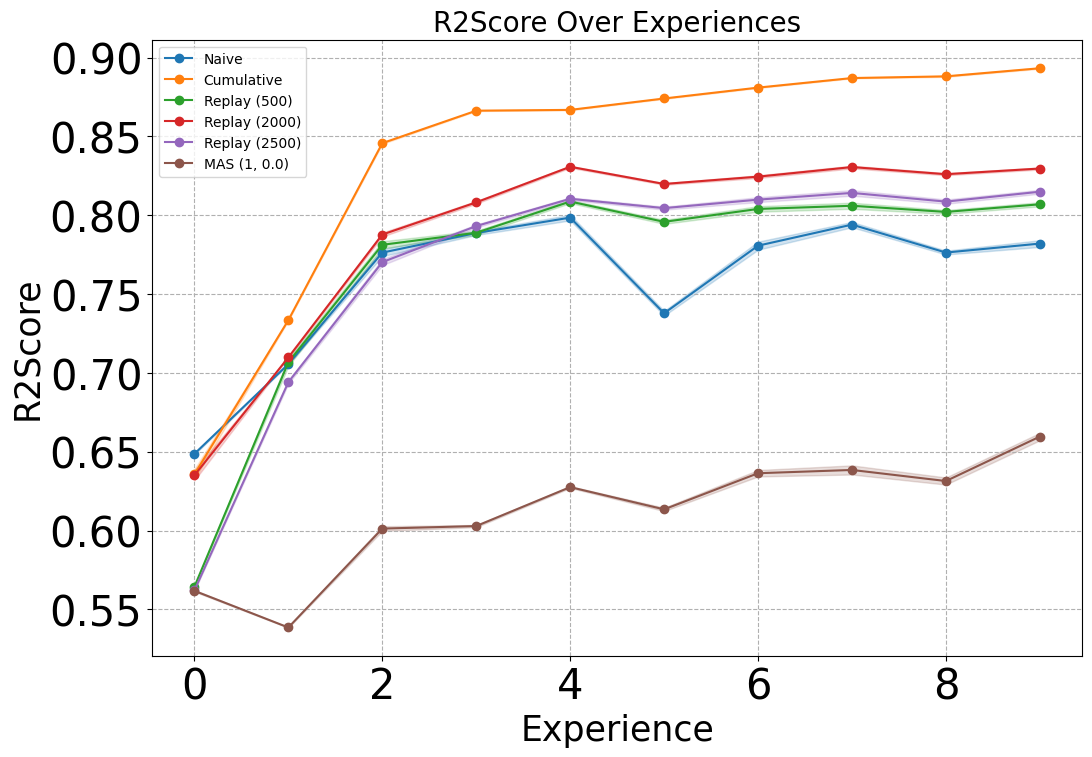 R2Score Over Experiences
0.90
0.85
0.80
0.75
0.70
0.65
0.60
0.55
R2Score
Naive
Cumulative
Replay (500)
Replay (2000)
Replay (2500)
MAS (1, 0.0)
0 2 4 6 8
Experience